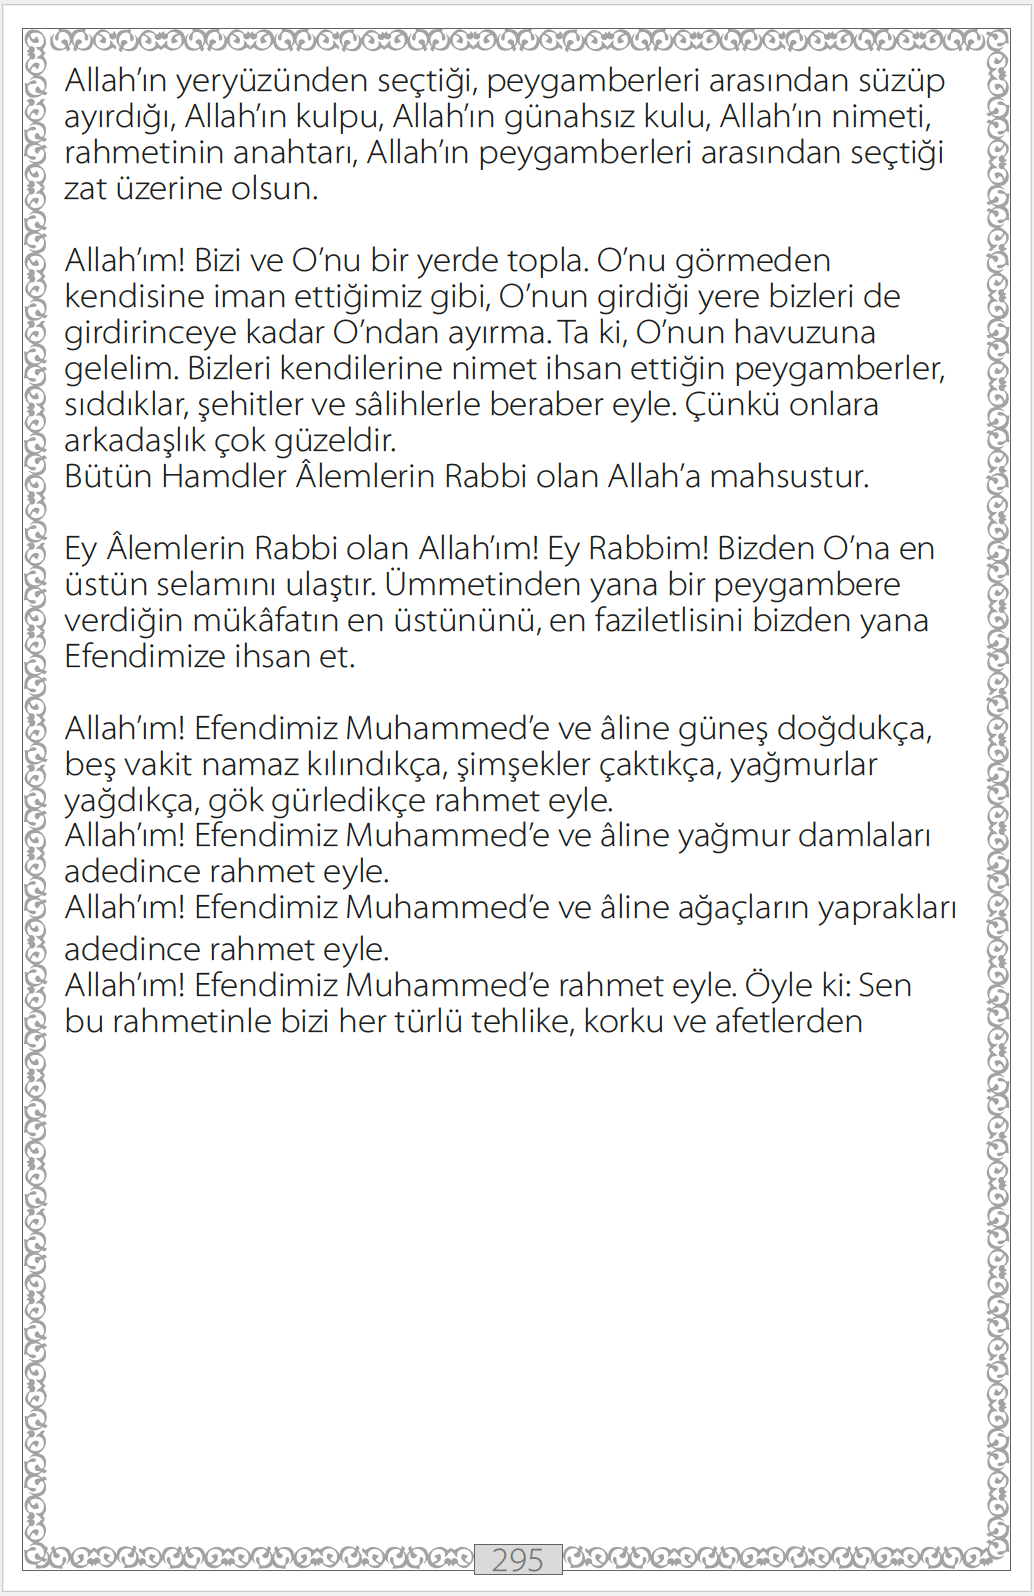 Allah’ın yeryüzünden seçtiği, peygamberleri arasından süzüp
ayırdığı, Allah’ın kulpu, Allah’ın günahsız kulu, Allah’ın nimeti,
rahmetinin anahtarı, Allah’ın peygamberleri arasından seçtiği
zat üzerine olsun.
Allah’ım! Bizi ve O’nu bir yerde topla. O’nu görmeden
kendisine iman ettiğimiz gibi, O’nun girdiği yere bizleri de
girdirinceye kadar O’ndan ayırma. Ta ki, O’nun havuzuna
gelelim. Bizleri kendilerine nimet ihsan ettiğin peygamberler,
sıddıklar, şehitler ve sâlihlerle beraber eyle. Çünkü onlara
arkadaşlık çok güzeldir.
Bütün Hamdler Âlemlerin Rabbi olan Allah’a mahsustur.
Ey Âlemlerin Rabbi olan Allah’ım! Ey Rabbim! Bizden O’na en
üstün selamını ulaştır. Ümmetinden yana bir peygambere
verdiğin mükâfatın en üstününü, en faziletlisini bizden yana
Efendimize ihsan et.
Allah’ım! Efendimiz Muhammed’e ve âline güneş doğdukça,
beş vakit namaz kılındıkça, şimşekler çaktıkça, yağmurlar
yağdıkça, gök gürledikçe rahmet eyle.
Allah’ım! Efendimiz Muhammed’e ve âline yağmur damlaları
adedince rahmet eyle.
Allah’ım! Efendimiz Muhammed’e ve âline ağaçların yaprakları
adedince rahmet eyle.
Allah’ım! Efendimiz Muhammed’e rahmet eyle. Öyle ki: Sen
bu rahmetinle bizi her türlü tehlike, korku ve afetlerden
295